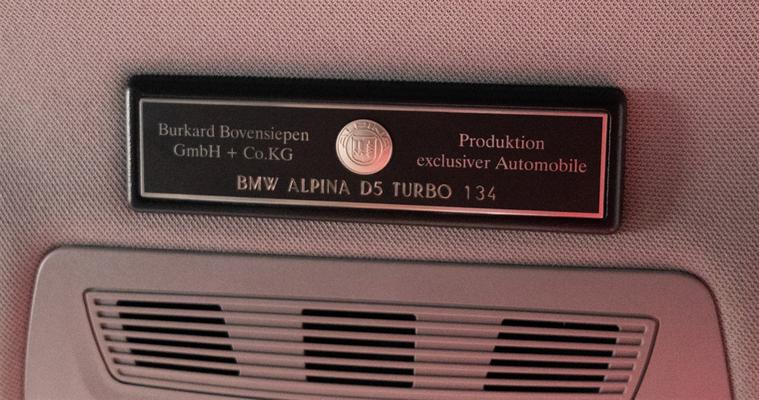 Burkard Bovensiepen
GmbH + Co.KG
Produktion
exclusiver Automobile
BMW ALPINA D5 TURBO 134